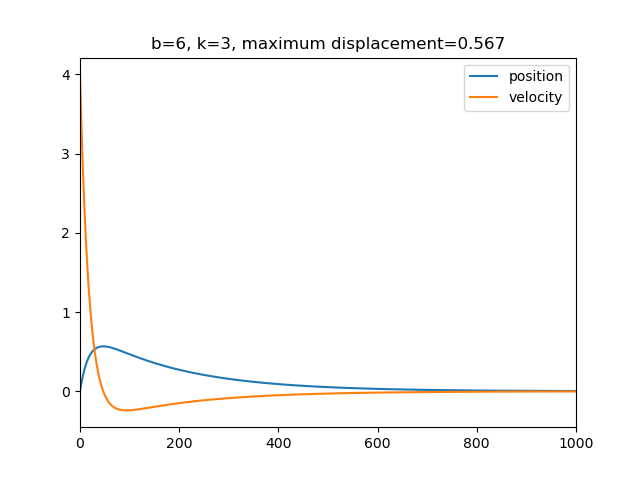 b=6, k=3, maximum displacement=0.567
position
velocity
4
3
2
1
0
0 200 400 600 800 1000